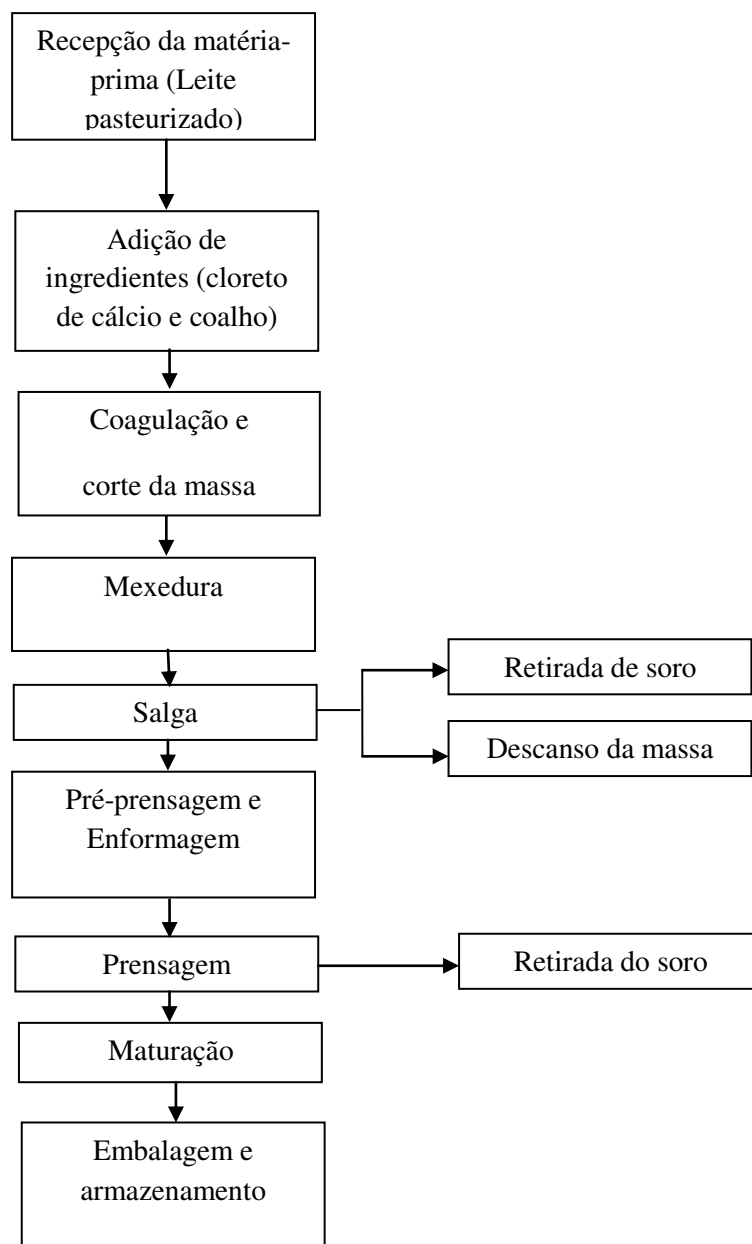 Recepção da matéria-
prima (Leite
pasteurizado)
Adição de
ingredientes (cloreto
de cálcio e coalho)
Coagulação e
corte da massa
Mexedura
Salga
Retirada de soro
Descanso da massa
Pré-prensagem e
Enformagem
Prensagem
Retirada do soro
Maturação
Embalagem e
armazenamento